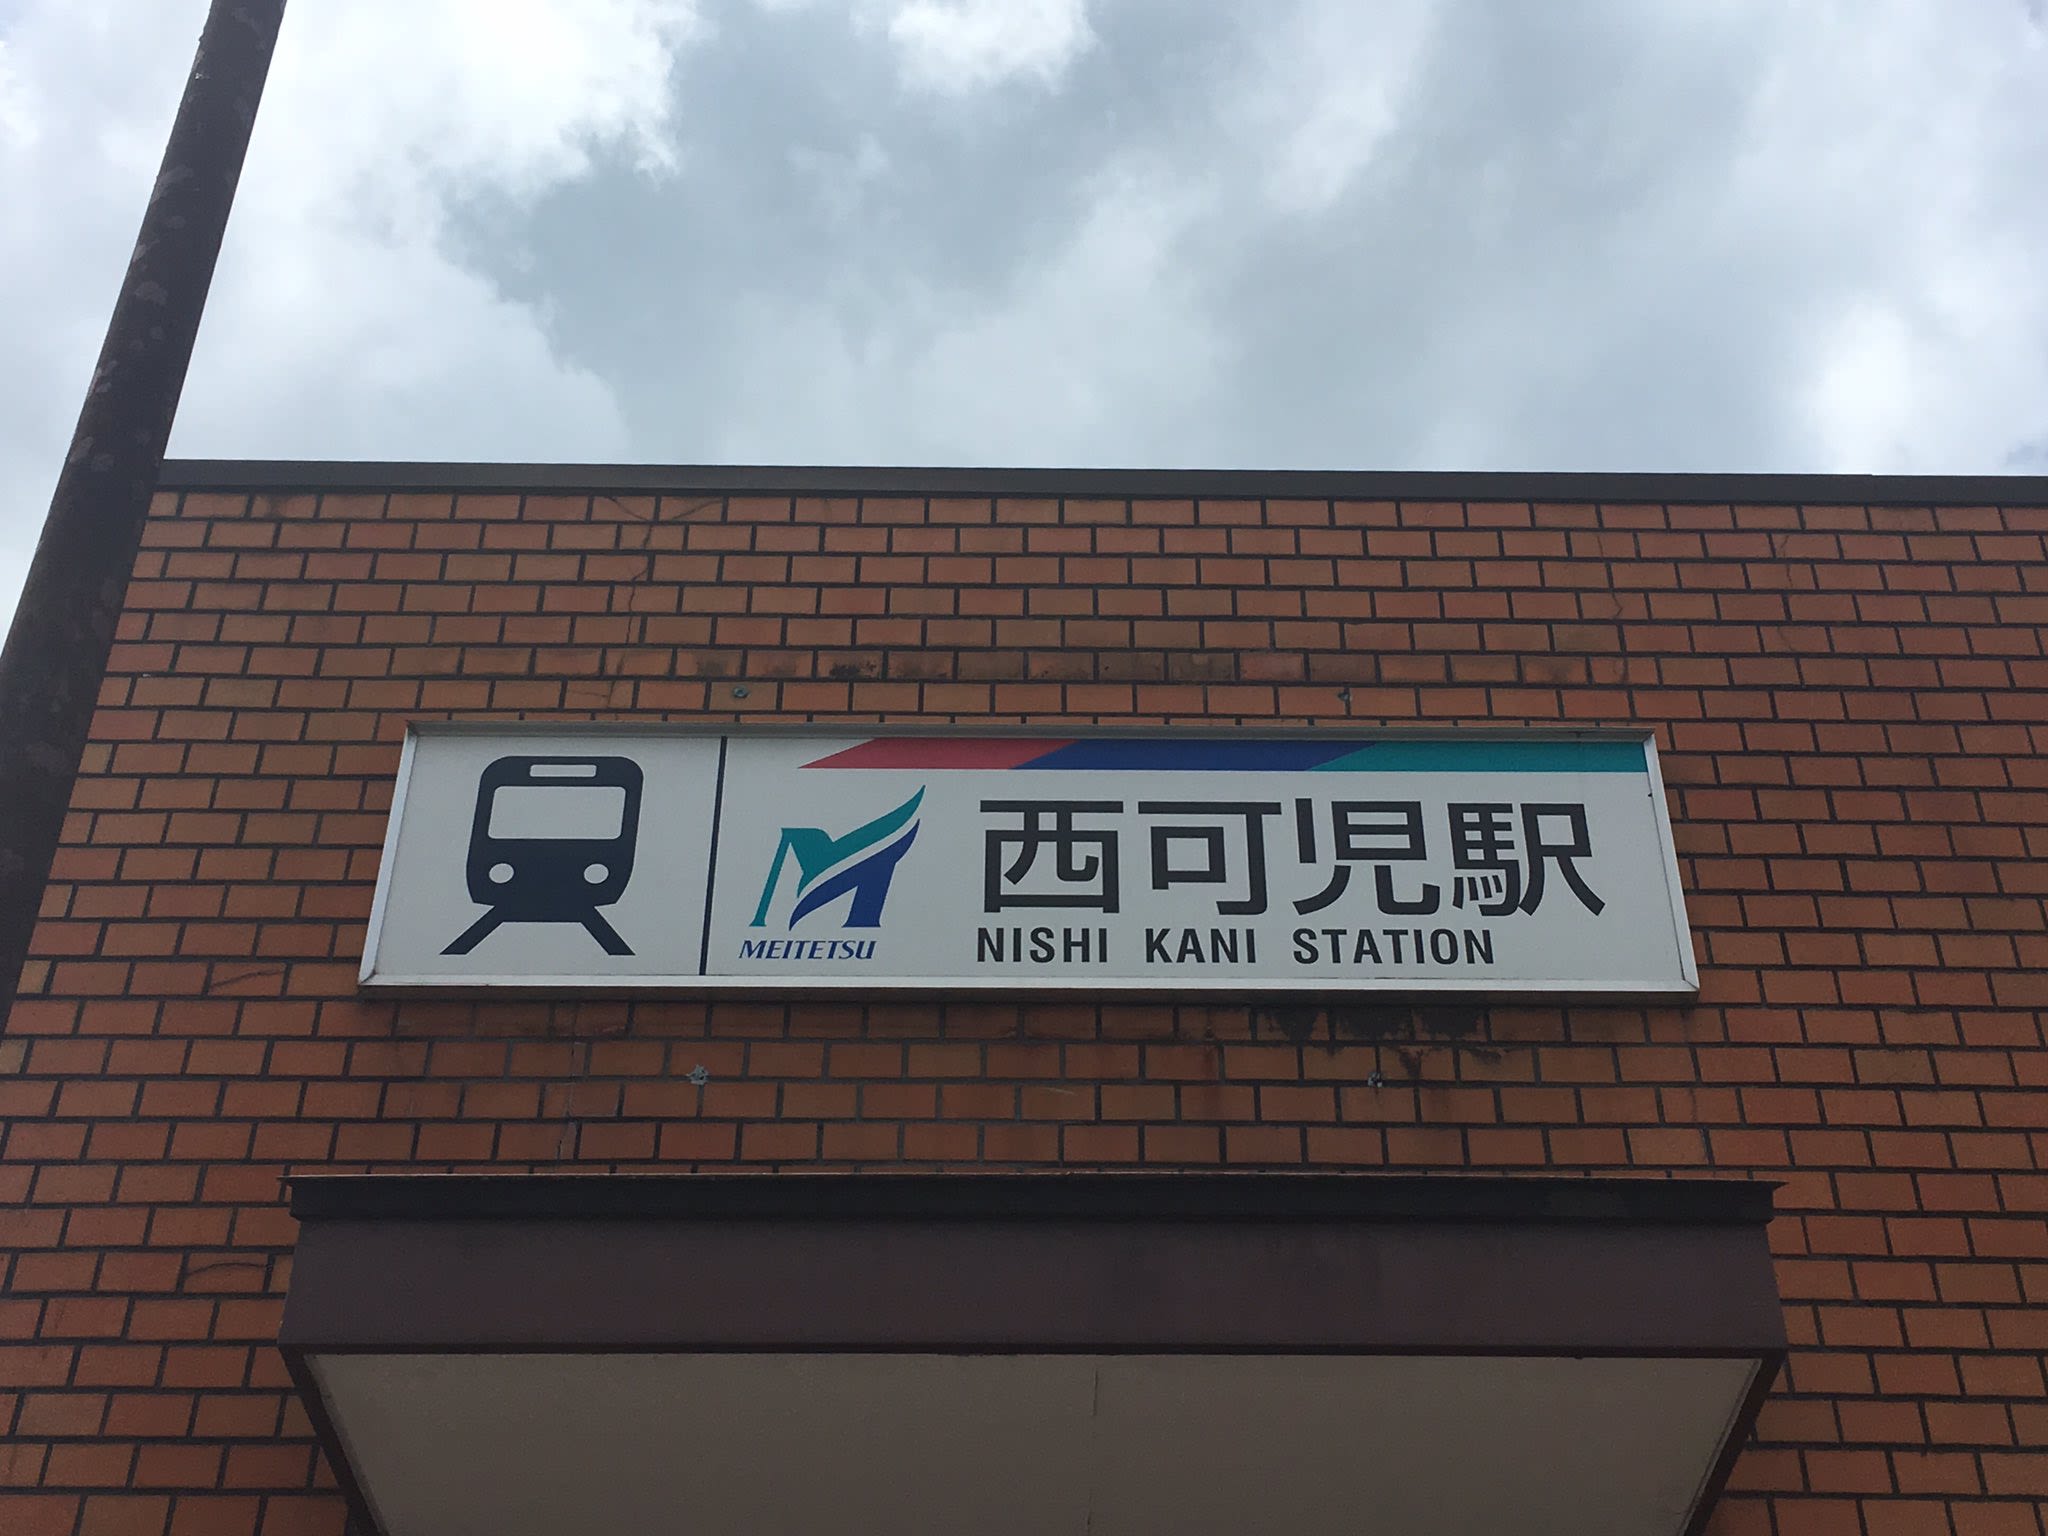 西可児駅
MEITETSU
NISHI KANI STATION